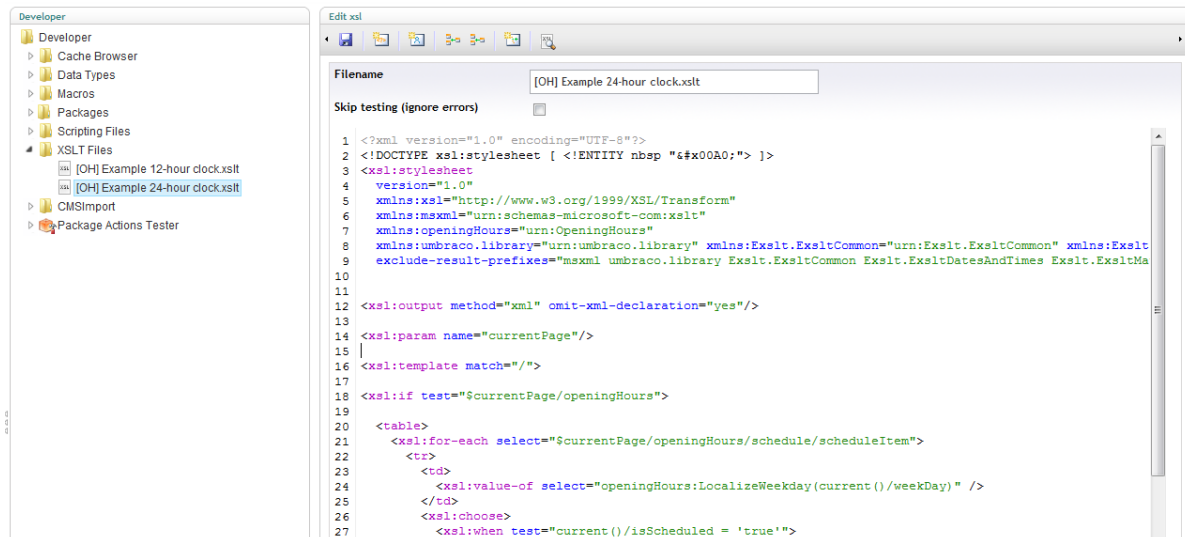 Developer
Developer
Cache Browser
Data Types
Macros
Packages
Scripting Files
XSLT Files
[OH] Example 12-hour clock.xslt
[OH] Example 24-hour clock.xslt
CMSImport
Package Actions Tester
Edit xsl
Filename
[OH] Example 24-hour clock.xslt
Skip testing (ignore errors)
1 <?xml version="1.0" encoding="UTF-8"?>
2 <!DOCTYPE xsl:stylesheet [ <!ENTITY nbsp "&#x00A0;"> ]>
3 <xsl:stylesheet
4 version="1.0"
5 xmlns:xsl="http://www.w3.org/1999/XSL/Transform"
6 xmlns:msxml="urn:schemas-microsoft-com:xslt"
7 xmlns:openingHours="urn:OpeningHours"
8 xmlns:umbraco.library="urn:umbraco.library" xmlns:Exslt.ExsltCommon="urn:Exslt.ExsltCommon" xmlns:Exslt
9 exclude-result-prefixes="msxml umbraco.library Exslt.ExsltCommon Exslt.ExsltDatesAndTimes Exslt.ExsltMa
10
11
12 <xsl:output method="xml" omit-xml-declaration="yes"/>
13
14 <xsl:param name="currentPage"/>
15
16 <xsl:template match="/">
17
18 <xsl:if test="$currentPage/openingHours">
19
20 <table>
21 <xsl:for-each select="$currentPage/openingHours/schedule/scheduleItem">
22 <tr>
23 <td>
24 <xsl:value-of select="openingHours:LocalizeWeekday(current()/weekDay)" />
25 </td>
26 <xsl:choose>
27 <xsl:when test="current()/isScheduled = 'true'">